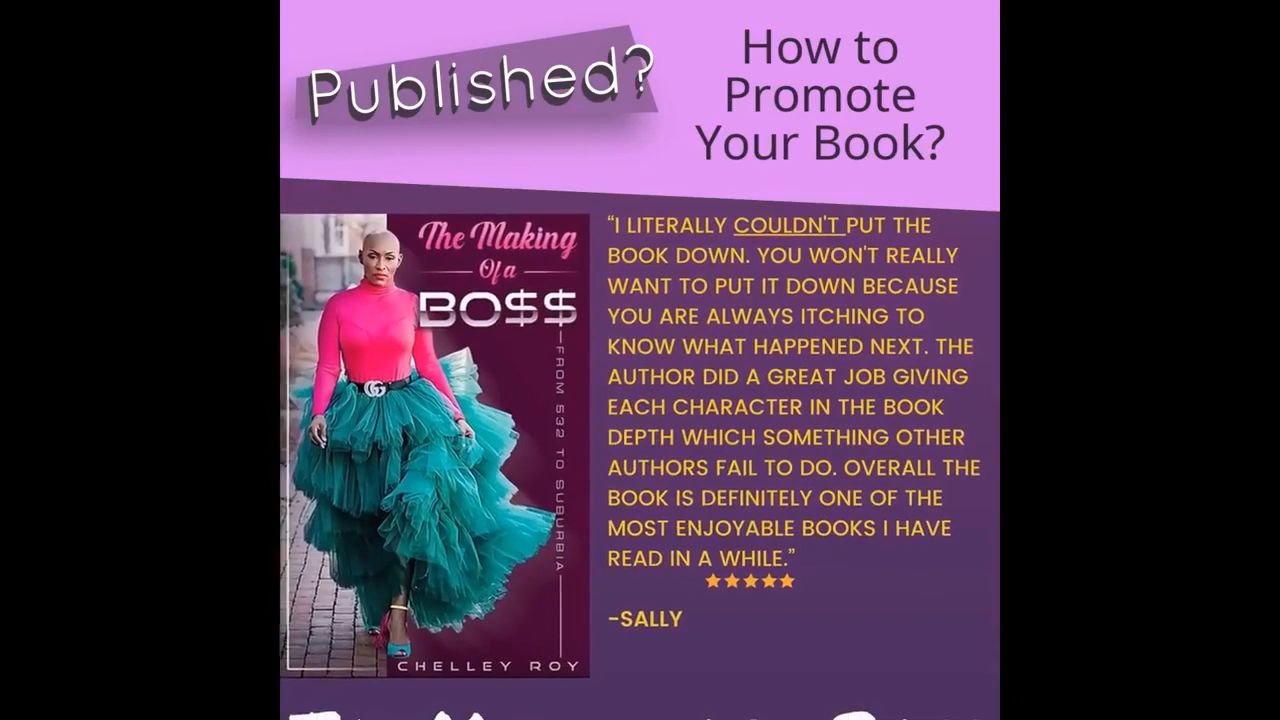 Published?
How to
Promote
Your Book?
The Making
Of a
BO$$
FROM 532 TO SUBURBIA
CHELLEY ROY
“I LITERALLY COULDN'T PUT THE
BOOK DOWN. YOU WON'T REALLY
WANT TO PUT IT DOWN BECAUSE
YOU ARE ALWAYS ITCHING TO
KNOW WHAT HAPPENED NEXT. THE
AUTHOR DID A GREAT JOB GIVING
EACH CHARACTER IN THE BOOK
DEPTH WHICH SOMETHING OTHER
AUTHORS FAIL TO DO. OVERALL THE
BOOK IS DEFINITELY ONE OF THE
MOST ENJOYABLE BOOKS I HAVE
READ IN A WHILE.”
-SALLY